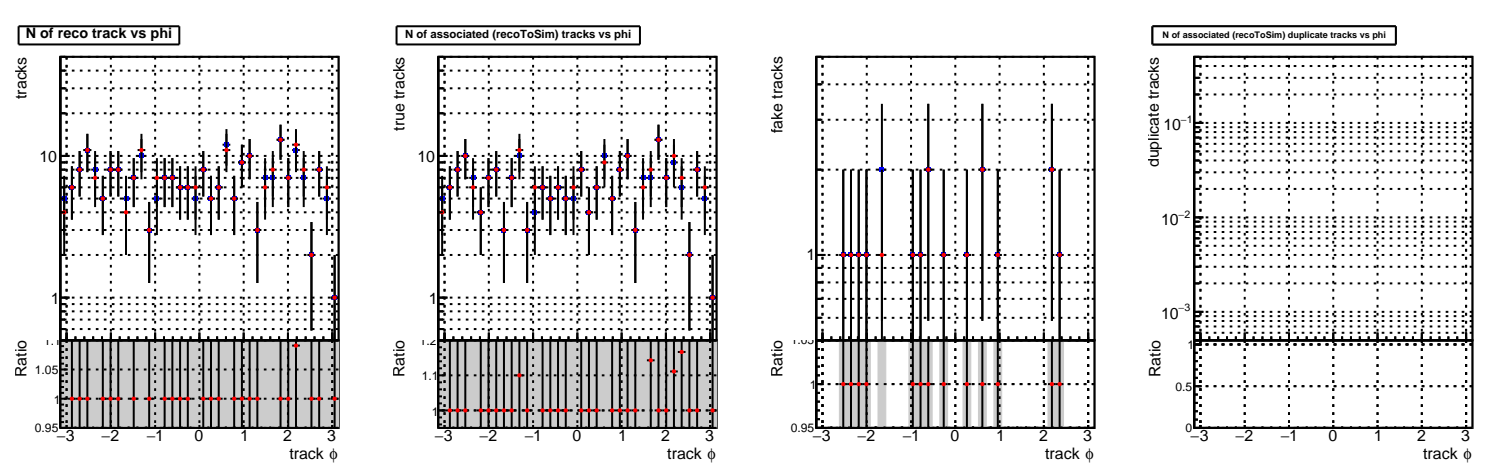 N of reco track vs phi
tracks
10
1
Ratio
1.1
1.05
1
0.95
−3 −2 −1 0 1 2 3
track ϕ
N of associated (recoToSim) tracks vs phi
true tracks
10
1
Ratio
1.2
1.1
1
−3 −2 −1 0 1 2 3
track ϕ
fake tracks
1
Ratio
1.05
1
0.95
−3 −2 −1 0 1 2 3
track ϕ
N of associated (recoToSim) duplicate tracks vs phi
duplicate tracks
10⁻¹
10⁻²
10⁻³
Ratio
1
0.5
0
−3 −2 −1 0 1 2 3
track ϕ